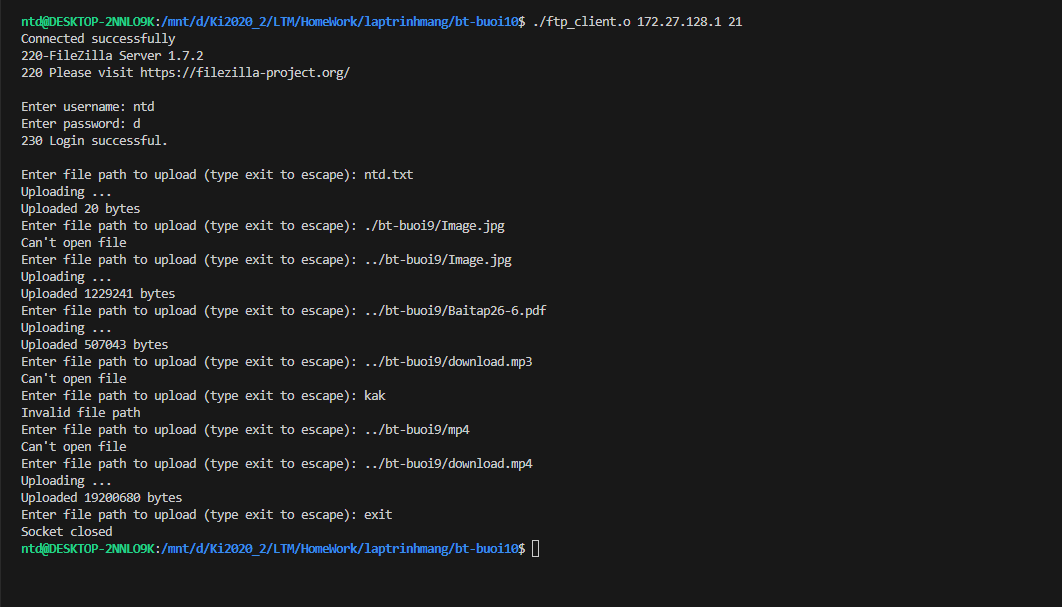 ntd@DESKTOP-2NNLO9K:/mnt/d/Ki2020_2/LTM/HomeWork/laptrinhmang/bt-buoi10$ ./ftp_client.o 172.27.128.1 21
Connected successfully
220-FileZilla Server 1.7.2
220 Please visit https://filezilla-project.org/
Enter username: ntd
Enter password: d
230 Login successful.
Enter file path to upload (type exit to escape): ntd.txt
Uploading ...
Uploaded 20 bytes
Enter file path to upload (type exit to escape): ./bt-buoi9/Image.jpg
Can't open file
Enter file path to upload (type exit to escape): ../bt-buoi9/Image.jpg
Uploading ...
Uploaded 1229241 bytes
Enter file path to upload (type exit to escape): ../bt-buoi9/Baitap26-6.pdf
Uploading ...
Uploaded 507043 bytes
Enter file path to upload (type exit to escape): ../bt-buoi9/download.mp3
Can't open file
Enter file path to upload (type exit to escape): kak
Invalid file path
Enter file path to upload (type exit to escape): ../bt-buoi9/mp4
Can't open file
Enter file path to upload (type exit to escape): ../bt-buoi9/download.mp4
Uploading ...
Uploaded 19200680 bytes
Enter file path to upload (type exit to escape): exit
Socket closed
ntd@DESKTOP-2NNLO9K:/mnt/d/Ki2020_2/LTM/HomeWork/laptrinhmang/bt-buoi10$